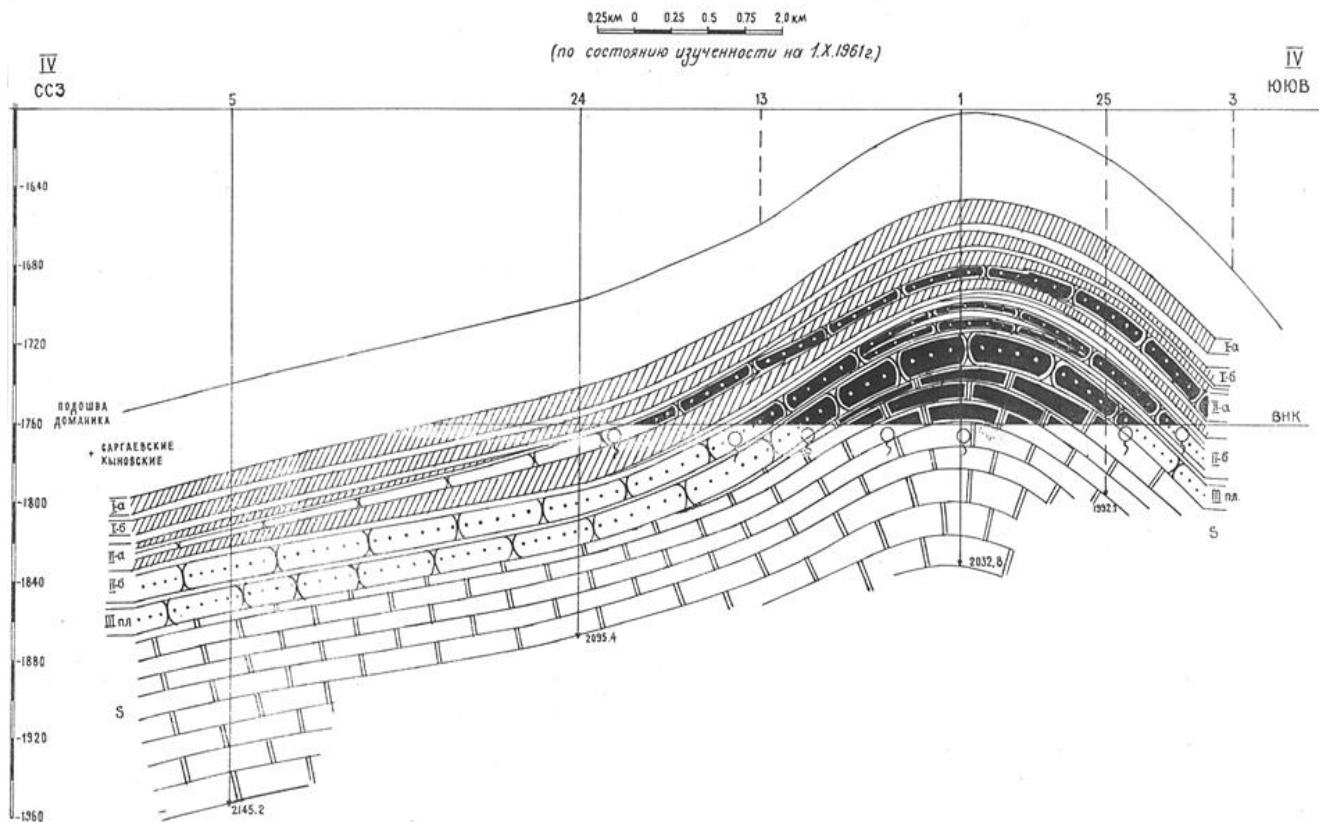 0.25км 0 0.25 0.5 0.75 2.0 км
(по состоянию изученности на 1.X.1961г.)
IV
ССЗ
IV
ЮЮВ
5 24 13 1 25 3
-1640
-1680
-1720
-1760
-1800
-1840
-1880
-1920
-1960
ПОДОШВА
ДОМАНИКА
+ САРГАЕВСКИЕ
КЫНОВСКИЕ
ВНК
I-а
I-б
II-а
II-б
III пл
S
I-а
I-б
II-а
II-б
III пл.
S
2145.2
2095.4
2032,8